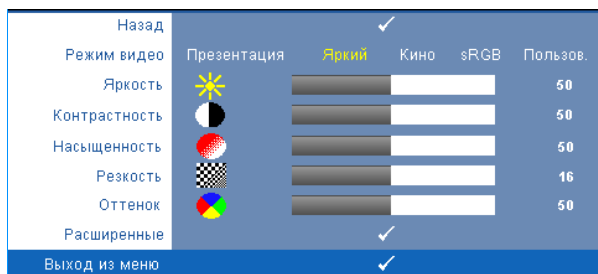 Назад
Режим видео Презентация Яркий Кино sRGB Пользов.
Яркость 50
Контрастность 50
Насыщенность 50
Резкость 16
Оттенок 50
Расширенные
Выход из меню